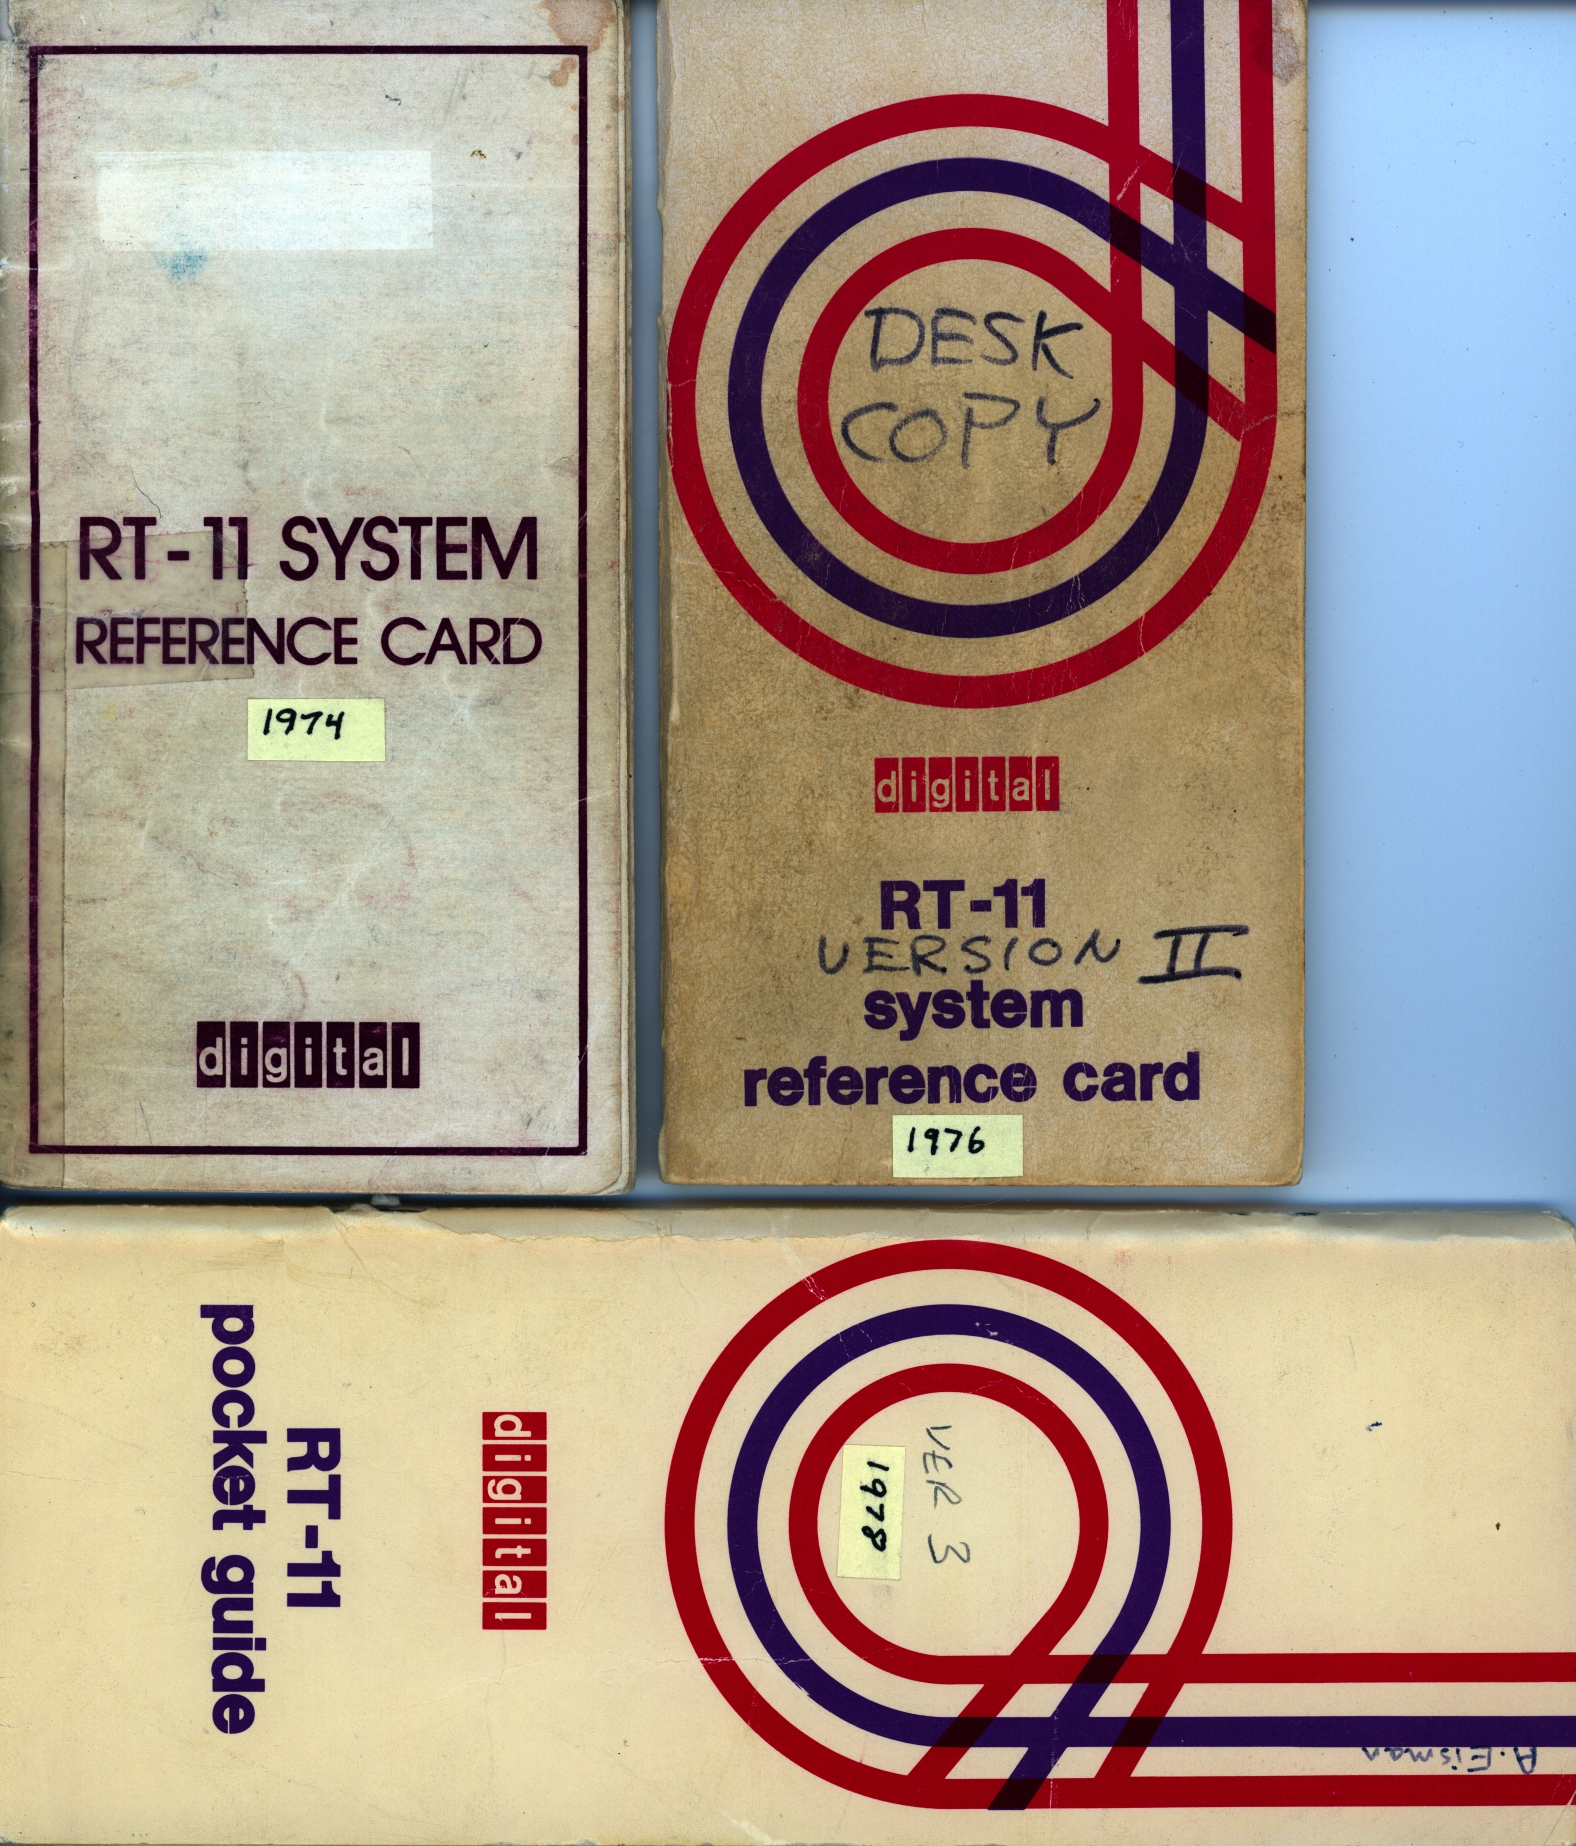 RT-11 SYSTEM
REFERENCE CARD
1974
digital
DESK
COPY
digital
RT-11
VERSION II
system
reference card
1976
VER 3
1978
digital
RT-11
pocket guide
A. Eisman